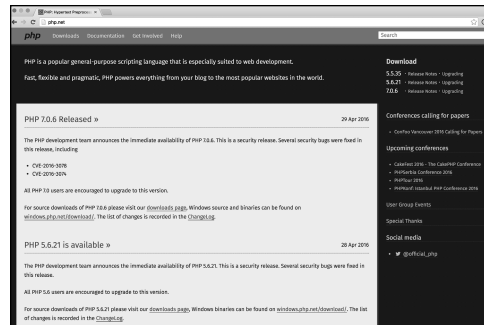 PHP: Hypertext Preproces
php.net
php Downloads Documentation Get Involved Help Search
PHP is a popular general-purpose scripting language that is especially suited to web development.
Fast, flexible and pragmatic, PHP powers everything from your blog to the most popular websites in the world.
PHP 7.0.6 Released » 29 Apr 2016
The PHP development team announces the immediate availability of PHP 7.0.6. This is a security release. Several security bugs were fixed in
this release, including
• CVE-2016-3078
• CVE-2016-3074
All PHP 7.0 users are encouraged to upgrade to this version.
For source downloads of PHP 7.0.6 please visit our downloads page, Windows source and binaries can be found on
windows.php.net/download/. The list of changes is recorded in the ChangeLog.
PHP 5.6.21 is available » 28 Apr 2016
The PHP development team announces the immediate availability of PHP 5.6.21. This is a security release. Several security bugs were fixed in
this release.
All PHP 5.6 users are encouraged to upgrade to this version.
For source downloads of PHP 5.6.21 please visit our downloads page, Windows binaries can be found on windows.php.net/download/. The list
of changes is recorded in the ChangeLog.
Download
5.5.35 · Release Notes · Upgrading
5.6.21 · Release Notes · Upgrading
7.0.6 · Release Notes · Upgrading
Conferences calling for papers
• ConFoo Vancouver 2016 Calling for Papers
Upcoming conferences
• CakeFest 2016 - The CakePHP Conference
• PHPSerbia Conference 2016
• PHPTour 2016
• PHPKonf: Istanbul PHP Conference 2016
User Group Events
Special Thanks
Social media
• @official_php